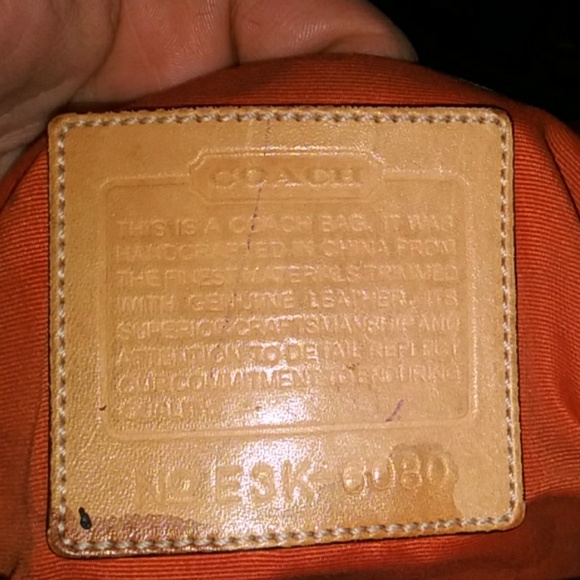 COACH
THIS IS A COACH BAG. IT WAS
HANDCRAFTED IN CHINA FROM
THE FINEST MATERIALS TRIMMED
WITH GENUINE LEATHER. ITS
SUPERIOR CRAFTSMANSHIP AND
ATTENTION TO DETAIL REFLECT
OUR COMMITMENT TO ENDURING
QUALITY.
No E3K-6080